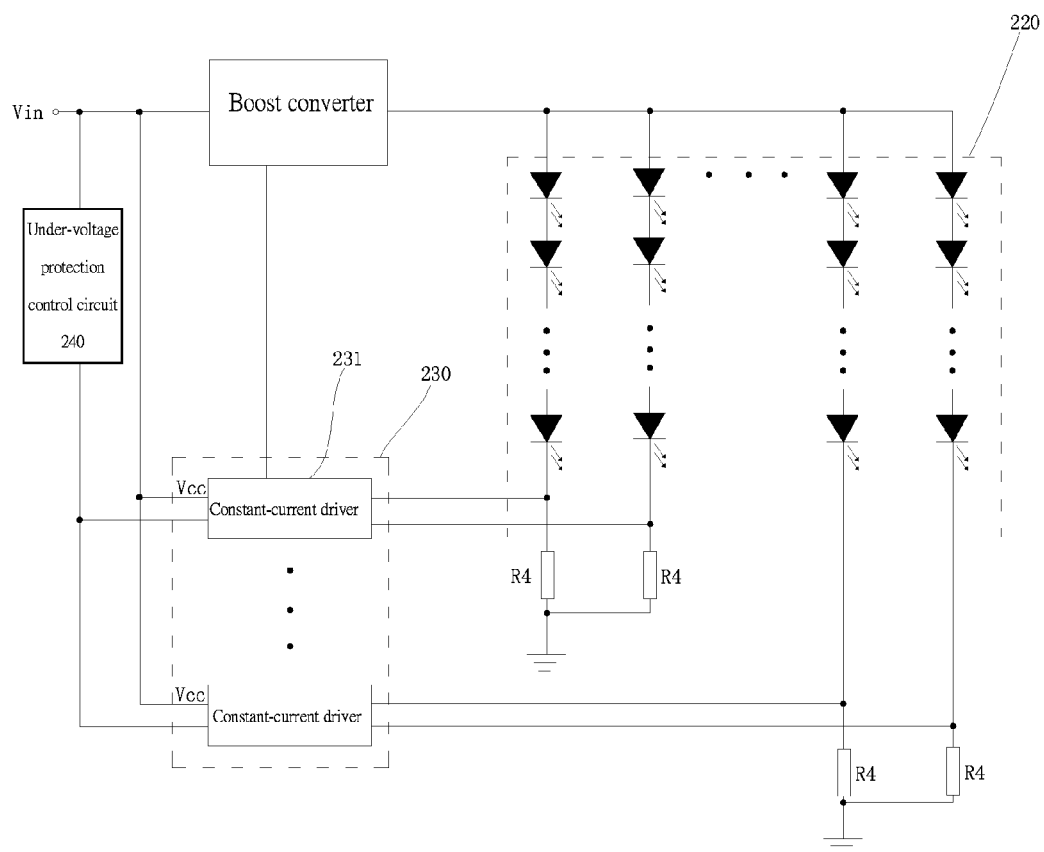 220
Vin
Boost converter
Under-voltage
protection
control circuit
240
231
230
Vcc
Constant-current driver
R4
R4
Vcc
Constant-current driver
R4
R4